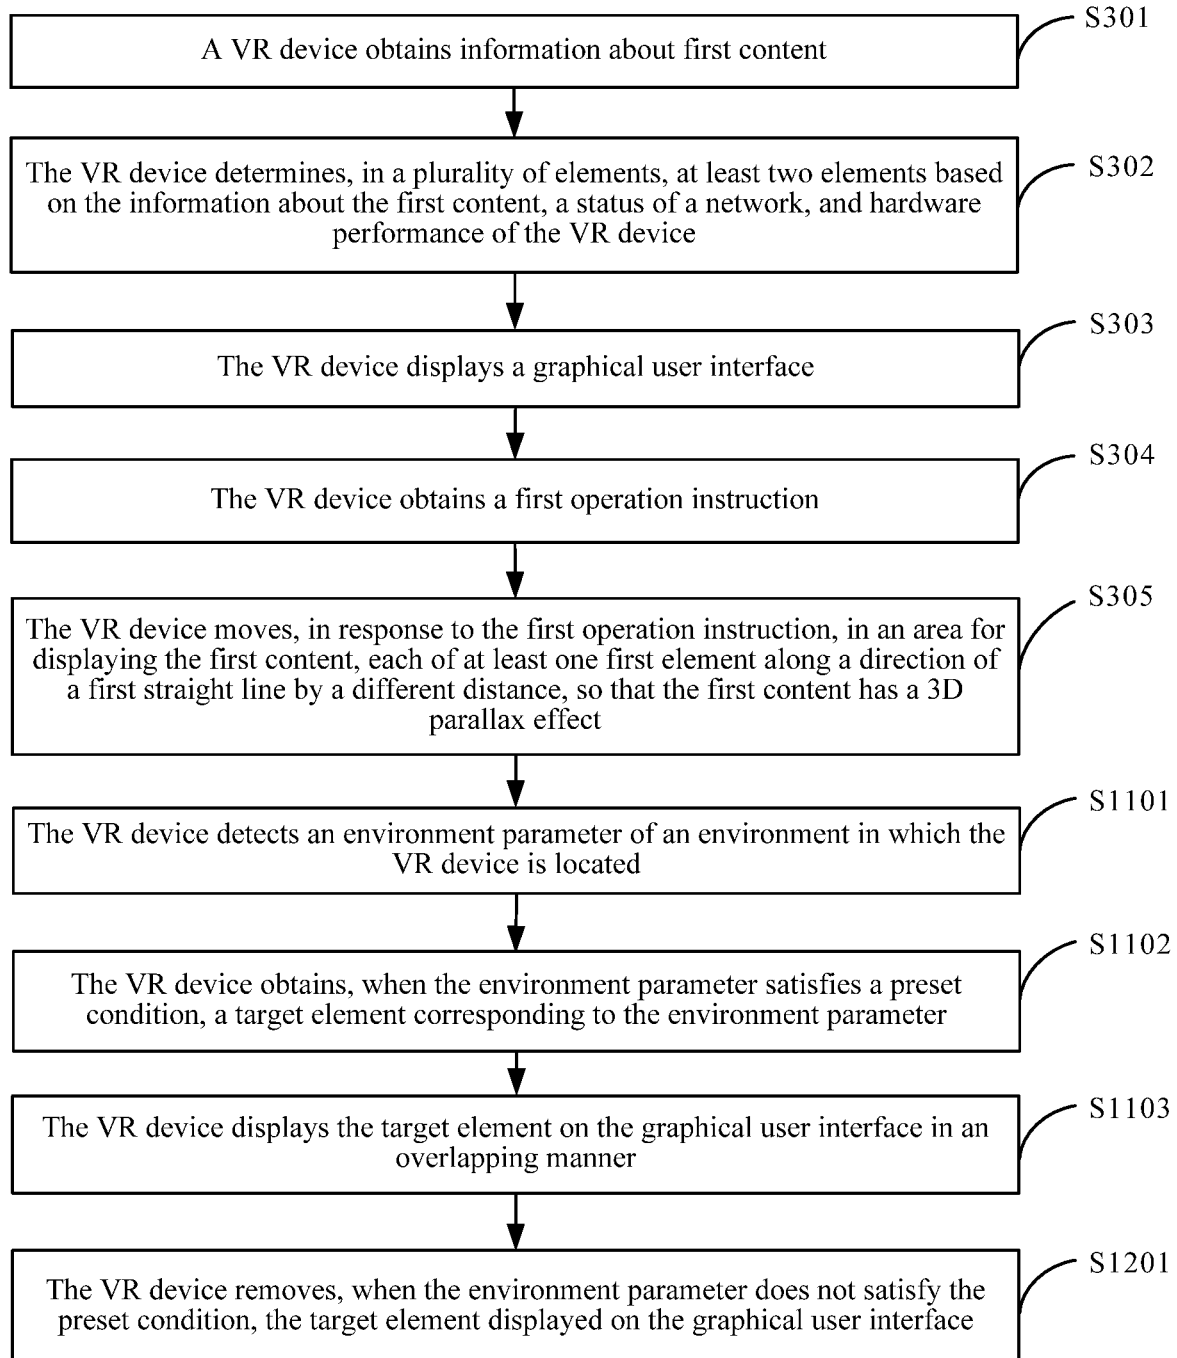 S301
A VR device obtains information about first content
S302
The VR device determines, in a plurality of elements, at least two elements based
on the information about the first content, a status of a network, and hardware
performance of the VR device
S303
The VR device displays a graphical user interface
S304
The VR device obtains a first operation instruction
S305
The VR device moves, in response to the first operation instruction, in an area for
displaying the first content, each of at least one first element along a direction of
a first straight line by a different distance, so that the first content has a 3D
parallax effect
S1101
The VR device detects an environment parameter of an environment in which the
VR device is located
S1102
The VR device obtains, when the environment parameter satisfies a preset
condition, a target element corresponding to the environment parameter
S1103
The VR device displays the target element on the graphical user interface in an
overlapping manner
S1201
The VR device removes, when the environment parameter does not satisfy the
preset condition, the target element displayed on the graphical user interface